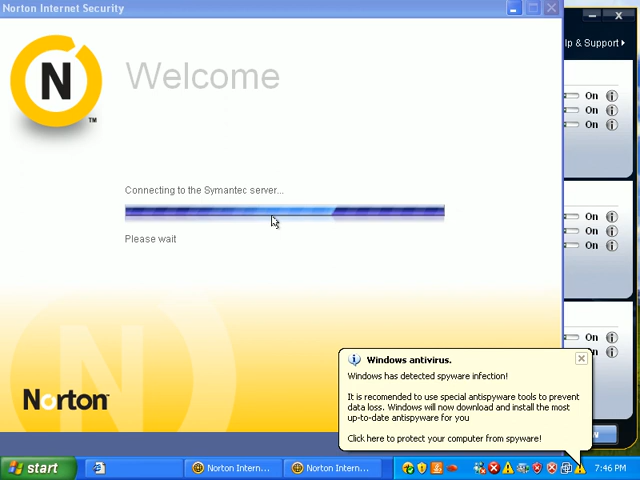 Norton Internet Security
lp & Support
N
TM
Welcome
On
On
On
Connecting to the Symantec server...
Please wait
On
On
On
On
On
Norton
Windows antivirus.
Windows has detected spyware infection!
It is recomended to use special antispyware tools to prevent
data loss. Windows will now download and install the most
up-to-date antispyware for you
Click here to protect your computer from spyware!
start
Norton Intern...
Norton Intern...
7:46 PM